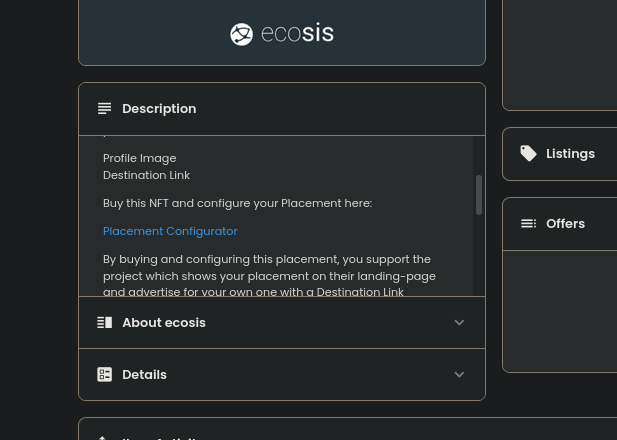 ecosis
Description
Profile Image
Destination Link
Buy this NFT and configure your Placement here:
Placement Configurator
By buying and configuring this placement, you support the
project which shows your placement on their landing-page
and advertise for your own one with a Destination Link
About ecosis
Details
Listings
Offers